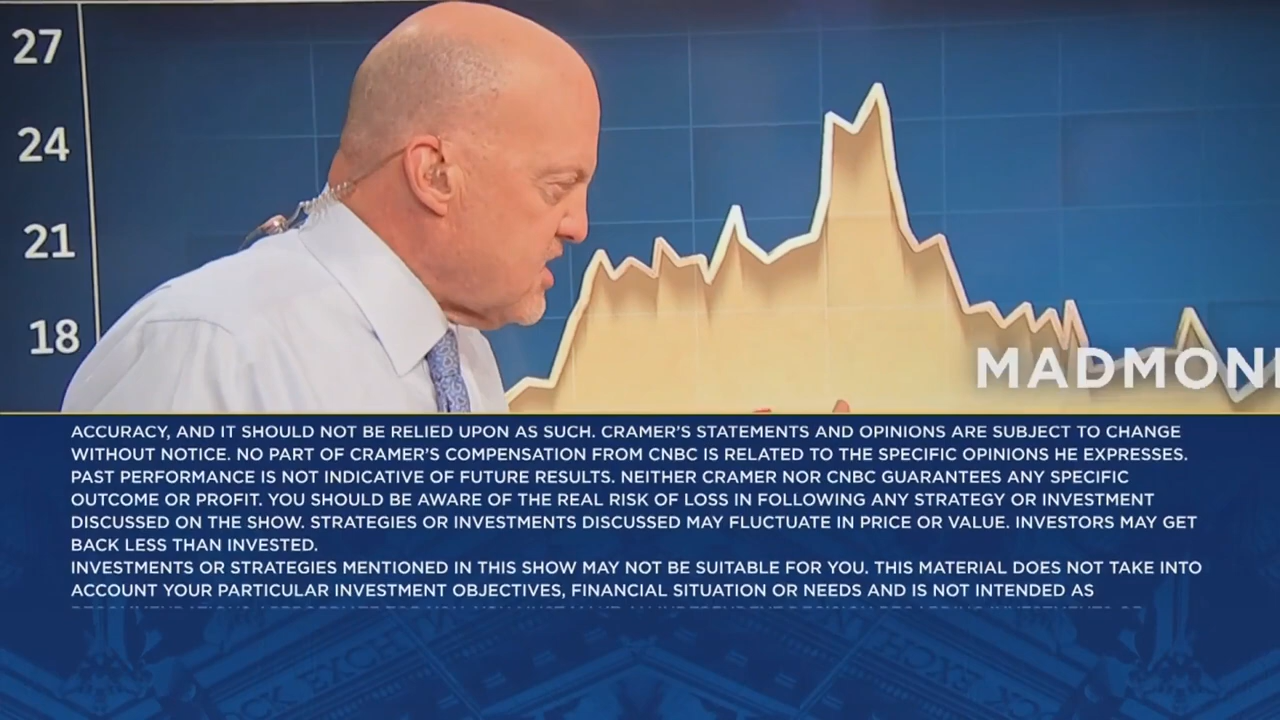 27
24
21
18
MADMON
ACCURACY, AND IT SHOULD NOT BE RELIED UPON AS SUCH. CRAMER'S STATEMENTS AND OPINIONS ARE SUBJECT TO CHANGE
WITHOUT NOTICE. NO PART OF CRAMER'S COMPENSATION FROM CNBC IS RELATED TO THE SPECIFIC OPINIONS HE EXPRESSES.
PAST PERFORMANCE IS NOT INDICATIVE OF FUTURE RESULTS. NEITHER CRAMER NOR CNBC GUARANTEES ANY SPECIFIC
OUTCOME OR PROFIT. YOU SHOULD BE AWARE OF THE REAL RISK OF LOSS IN FOLLOWING ANY STRATEGY OR INVESTMENT
DISCUSSED ON THE SHOW. STRATEGIES OR INVESTMENTS DISCUSSED MAY FLUCTUATE IN PRICE OR VALUE. INVESTORS MAY GET
BACK LESS THAN INVESTED.
INVESTMENTS OR STRATEGIES MENTIONED IN THIS SHOW MAY NOT BE SUITABLE FOR YOU. THIS MATERIAL DOES NOT TAKE INTO
ACCOUNT YOUR PARTICULAR INVESTMENT OBJECTIVES, FINANCIAL SITUATION OR NEEDS AND IS NOT INTENDED AS